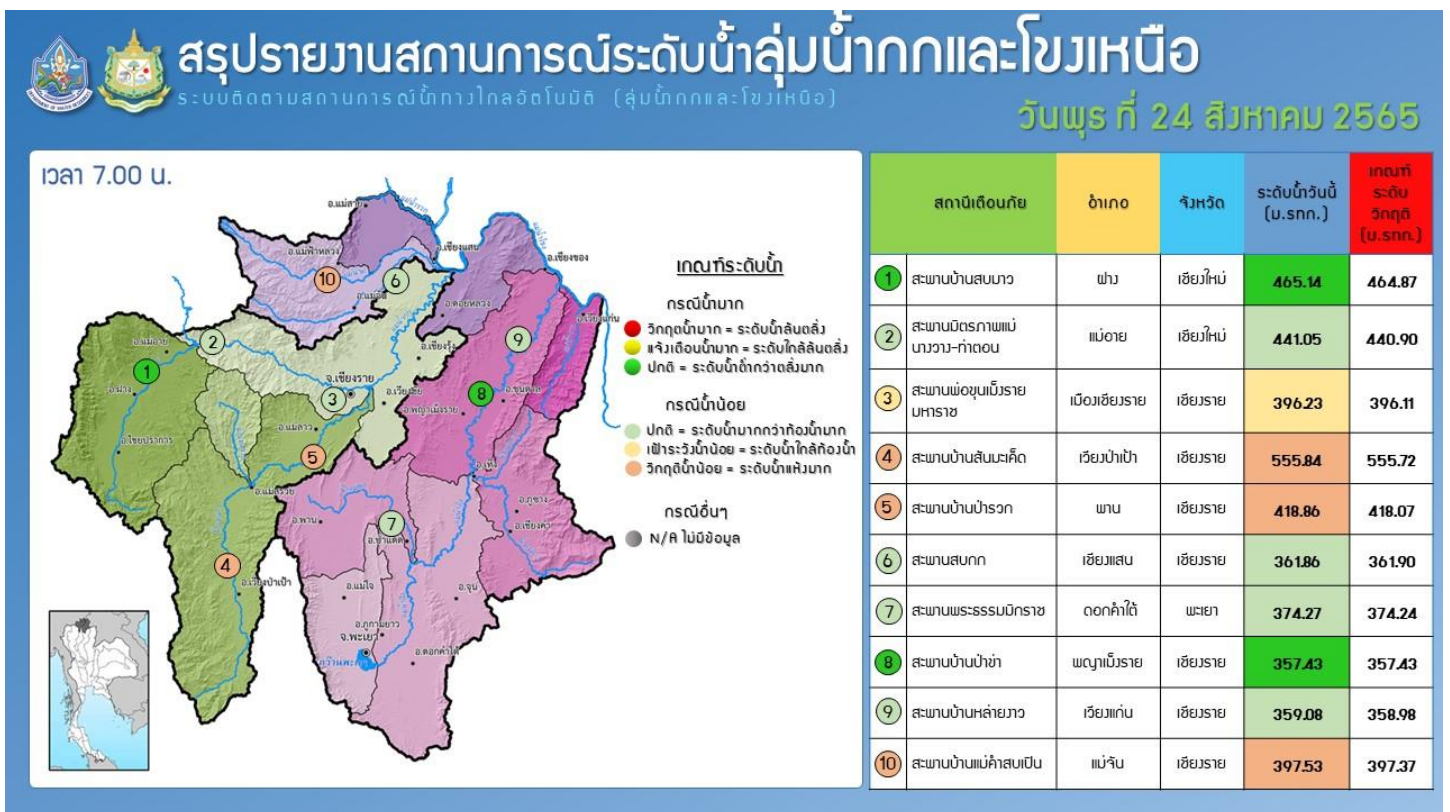 สรุปรายงานสถานการณ์ระดับน้ำลุ่มน้ำกกและโขงเหนือ
ระบบติดตามสถานการณ์น้ำทางไกลอัตโนมัติ (ลุ่มน้ำกกและโขงเหนือ)
วันพุธ ที่ 24 สิงหาคม 2565
เวลา 7.00 น.
อ.แม่สาย
อ.แม่ฟ้าหลวง
อ.เชียงแสน
อ.เชียงของ
10
6
อ.ดอยหลวง
อ.เวียงแก่น
อ.แม่อาย
2
9
อ.เชียงรุ้ง
1
จ.เชียงราย
อ.ฝาง
3
8
อ.ขุนตาล
อ.พญาเม็งราย
อ.แม่ลาว
อ.ไชยปราการ
5
อ.เทิง
อ.แม่สรวย
อ.ภูซาง
อ.พาน
7
อ.เชียงคำ
อ.ป่าแดด
4
อ.เวียงป่าเป้า
อ.แม่ใจ
อ.จุน
อ.ภูกามยาว
จ.พะเยา
อ.ดอกคำใต้
เกณฑ์ระดับน้ำ
กรณีน้ำมาก
วิกฤตน้ำมาก = ระดับน้ำล้นตลิ่ง
แจ้งเตือนน้ำมาก = ระดับใกล้ล้นตลิ่ง
ปกติ = ระดับน้ำต่ำกว่าตลิ่งมาก
กรณีน้ำน้อย
ปกติ = ระดับน้ำมากกว่าท้องน้ำมาก
เฝ้าระวังน้ำน้อย = ระดับน้ำใกล้ท้องน้ำ
วิกฤติน้ำน้อย = ระดับน้ำแห้งมาก
กรณีอื่นๆ
N/A ไม่มีข้อมูล
สถานีเตือนภัย อำเภอ จังหวัด ระดับน้ำวันนี้ (ม.รทก.) เกณฑ์ระดับวิกฤติ (ม.รทก.)
1 สะพานบ้านสบมาว ฝาง เชียงใหม่ 465.14 464.87
2 สะพานมิตรภาพแม่นางวาง-ท่าตอน แม่อาย เชียงใหม่ 441.05 440.90
3 สะพานพ่อขุนเม็งรายมหาราช เมืองเชียงราย เชียงราย 396.23 396.11
4 สะพานบ้านสันมะเค็ด เวียงป่าเป้า เชียงราย 555.84 555.72
5 สะพานบ้านป่ารวก พาน เชียงราย 418.86 418.07
6 สะพานสบกก เชียงแสน เชียงราย 361.86 361.90
7 สะพานพระธรรมมิกราช ดอกคำใต้ พะเยา 374.27 374.24
8 สะพานบ้านป่าข่า พญาเม็งราย เชียงราย 357.43 357.43
9 สะพานบ้านหล่ายงาว เวียงแก่น เชียงราย 359.08 358.98
10 สะพานบ้านแม่คำสบเปิน แม่จัน เชียงราย 397.53 397.37